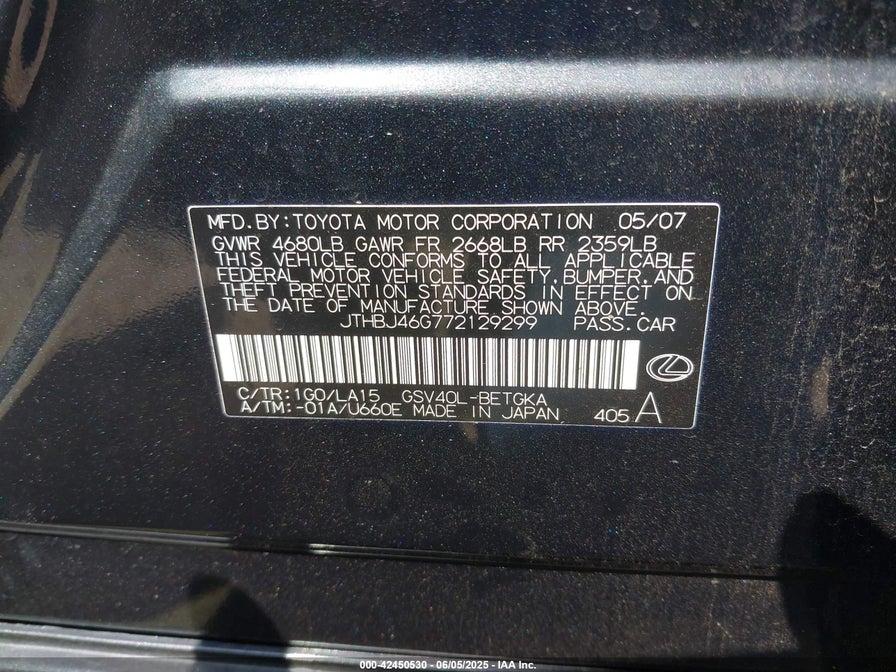 MFD.BY:TOYOTA MOTOR CORPORATION 05/07
GVWR 4680LB GAWR FR 2668LB RR 2359LB
THIS VEHICLE CONFORMS TO ALL APPLICABLE
FEDERAL MOTOR VEHICLE SAFETY,BUMPER,AND
THEFT PREVENTION STANDARDS IN EFFECT ON
THE DATE OF MANUFACTURE SHOWN ABOVE.
JTHBJ46G772129299 PASS.CAR
C/TR:1G0/LA15 GSV40L-BETGKA
A/TM:-01A/U660E MADE IN JAPAN 405 A
000-42450530 - 06/05/2025 - IAA Inc.